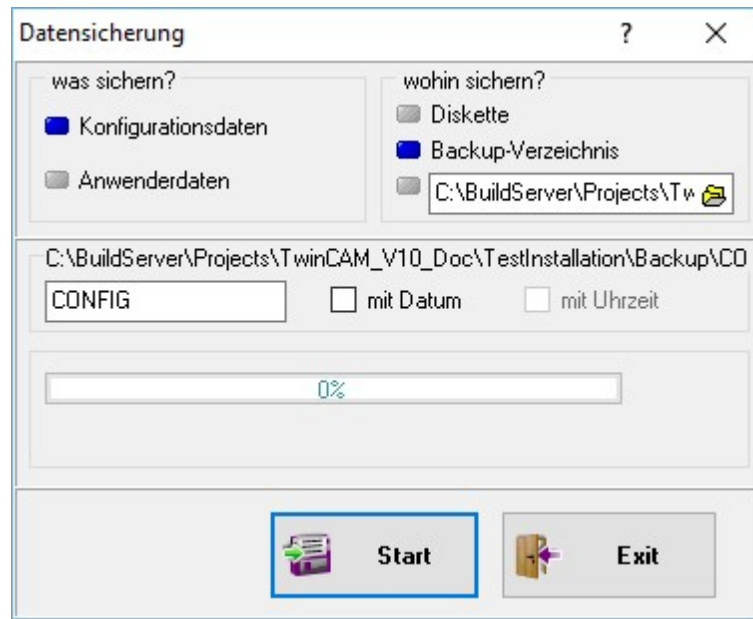 Datensicherung
was sichern?
Konfigurationsdaten
Anwenderdaten
wohin sichern?
Diskette
Backup-Verzeichnis
C:\BuildServer\Projects\Tw
C:\BuildServer\Projects\TwinCAM_V10_Doc\TestInstallation\Backup\CO
CONFIG
mit Datum
mit Uhrzeit
0%
Start
Exit